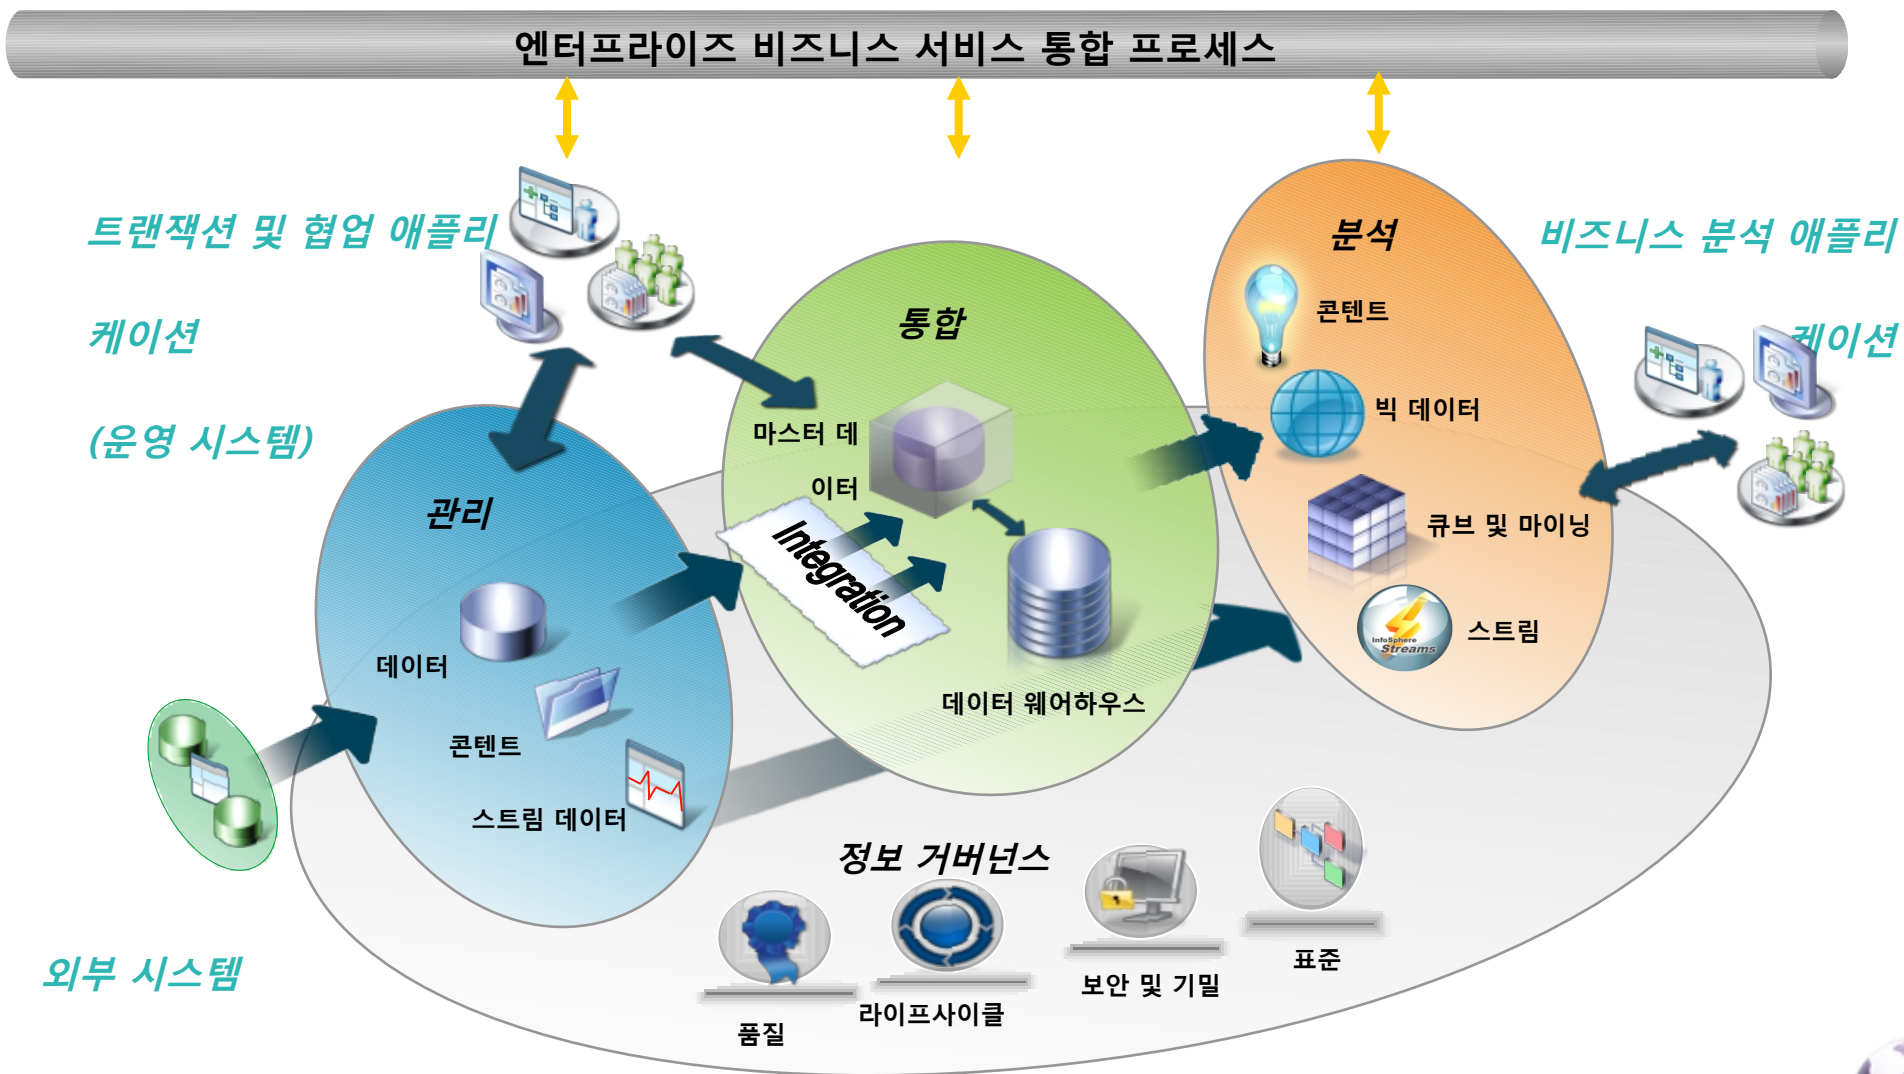 엔터프라이즈 비즈니스 서비스 통합 프로세스
트랜잭션 및 협업 애플리
케이션
(운영 시스템)
관리
데이터
콘텐트
스트림 데이터
통합
마스터 데
이터
Integration
데이터 웨어하우스
분석
콘텐트
빅 데이터
큐브 및 마이닝
InfoSphere
Streams
스트림
비즈니스 분석 애플리
케이션
외부 시스템
정보 거버넌스
품질
라이프사이클
보안 및 기밀
표준